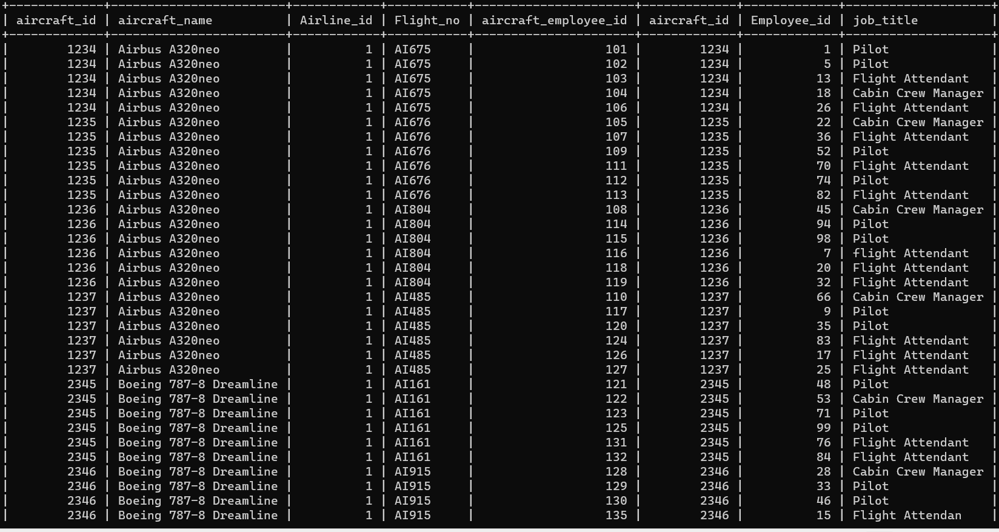 +-------------+------------------------+------------+-----------+----------------------+-------------+-------------+--------------------+
| aircraft_id | aircraft_name          | Airline_id | Flight_no | aircraft_employee_id | aircraft_id | Employee_id | job_title          |
+-------------+------------------------+------------+-----------+----------------------+-------------+-------------+--------------------+
|        1234 | Airbus A320neo         |          1 | AI675     |                  101 |        1234 |           1 | Pilot              |
|        1234 | Airbus A320neo         |          1 | AI675     |                  102 |        1234 |           5 | Pilot              |
|        1234 | Airbus A320neo         |          1 | AI675     |                  103 |        1234 |          13 | Flight Attendant   |
|        1234 | Airbus A320neo         |          1 | AI675     |                  104 |        1234 |          18 | Cabin Crew Manager |
|        1234 | Airbus A320neo         |          1 | AI675     |                  106 |        1234 |          26 | Flight Attendant   |
|        1235 | Airbus A320neo         |          1 | AI676     |                  105 |        1235 |          22 | Cabin Crew Manager |
|        1235 | Airbus A320neo         |          1 | AI676     |                  107 |        1235 |          36 | Flight Attendant   |
|        1235 | Airbus A320neo         |          1 | AI676     |                  109 |        1235 |          52 | Pilot              |
|        1235 | Airbus A320neo         |          1 | AI676     |                  111 |        1235 |          70 | Flight Attendant   |
|        1235 | Airbus A320neo         |          1 | AI676     |                  112 |        1235 |          74 | Pilot              |
|        1235 | Airbus A320neo         |          1 | AI676     |                  113 |        1235 |          82 | Flight Attendant   |
|        1236 | Airbus A320neo         |          1 | AI804     |                  108 |        1236 |          45 | Cabin Crew Manager |
|        1236 | Airbus A320neo         |          1 | AI804     |                  114 |        1236 |          94 | Pilot              |
|        1236 | Airbus A320neo         |          1 | AI804     |                  115 |        1236 |          98 | Pilot              |
|        1236 | Airbus A320neo         |          1 | AI804     |                  116 |        1236 |           7 | flight Attendant   |
|        1236 | Airbus A320neo         |          1 | AI804     |                  118 |        1236 |          20 | Flight Attendant   |
|        1236 | Airbus A320neo         |          1 | AI804     |                  119 |        1236 |          32 | Flight Attendant   |
|        1237 | Airbus A320neo         |          1 | AI485     |                  110 |        1237 |          66 | Cabin Crew Manager |
|        1237 | Airbus A320neo         |          1 | AI485     |                  117 |        1237 |           9 | Pilot              |
|        1237 | Airbus A320neo         |          1 | AI485     |                  120 |        1237 |          35 | Pilot              |
|        1237 | Airbus A320neo         |          1 | AI485     |                  124 |        1237 |          83 | Flight Attendant   |
|        1237 | Airbus A320neo         |          1 | AI485     |                  126 |        1237 |          17 | Flight Attendant   |
|        1237 | Airbus A320neo         |          1 | AI485     |                  127 |        1237 |          25 | Flight Attendant   |
|        2345 | Boeing 787-8 Dreamline |          1 | AI161     |                  121 |        2345 |          48 | Pilot              |
|        2345 | Boeing 787-8 Dreamline |          1 | AI161     |                  122 |        2345 |          53 | Cabin Crew Manager |
|        2345 | Boeing 787-8 Dreamline |          1 | AI161     |                  123 |        2345 |          71 | Pilot              |
|        2345 | Boeing 787-8 Dreamline |          1 | AI161     |                  125 |        2345 |          99 | Pilot              |
|        2345 | Boeing 787-8 Dreamline |          1 | AI161     |                  131 |        2345 |          76 | Flight Attendant   |
|        2345 | Boeing 787-8 Dreamline |          1 | AI161     |                  132 |        2345 |          84 | Flight Attendant   |
|        2346 | Boeing 787-8 Dreamline |          1 | AI915     |                  128 |        2346 |          28 | Cabin Crew Manager |
|        2346 | Boeing 787-8 Dreamline |          1 | AI915     |                  129 |        2346 |          33 | Pilot              |
|        2346 | Boeing 787-8 Dreamline |          1 | AI915     |                  130 |        2346 |          46 | Pilot              |
|        2346 | Boeing 787-8 Dreamline |          1 | AI915     |                  135 |        2346 |          15 | Flight Attendan    |